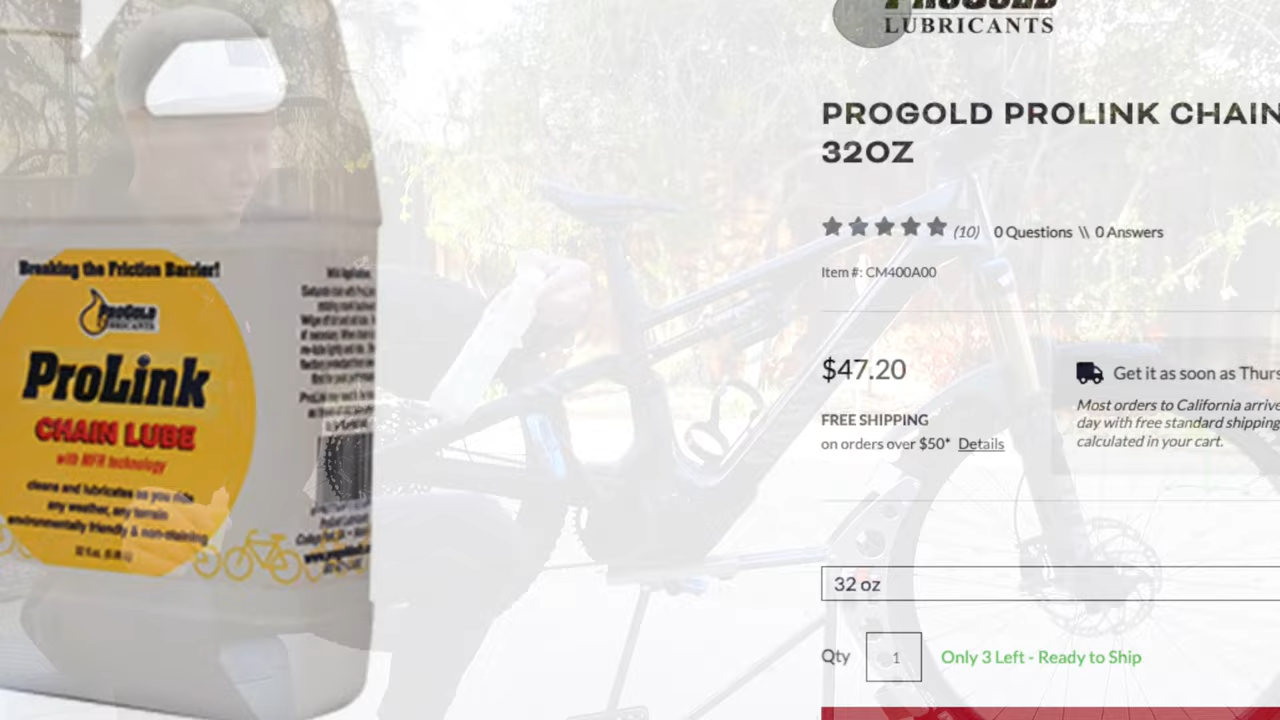 Breaking the Friction Barrier!
PROGOLD
LUBRICANTS
ProLink
CHAIN LUBE
with MFR technology
cleans and lubricates as you ride
any weather, any terrain
environmentally friendly & non-staining
PROGOLD
LUBRICANTS
PROGOLD PROLINK CHAIN
32OZ
(10) 0 Questions \\ 0 Answers
Item #: CM400A00
$47.20
FREE SHIPPING
on orders over $50* Details
Get it as soon as Thurs
Most orders to California arrive
day with free standard shipping
calculated in your cart.
32 oz
Qty 1 Only 3 Left - Ready to Ship